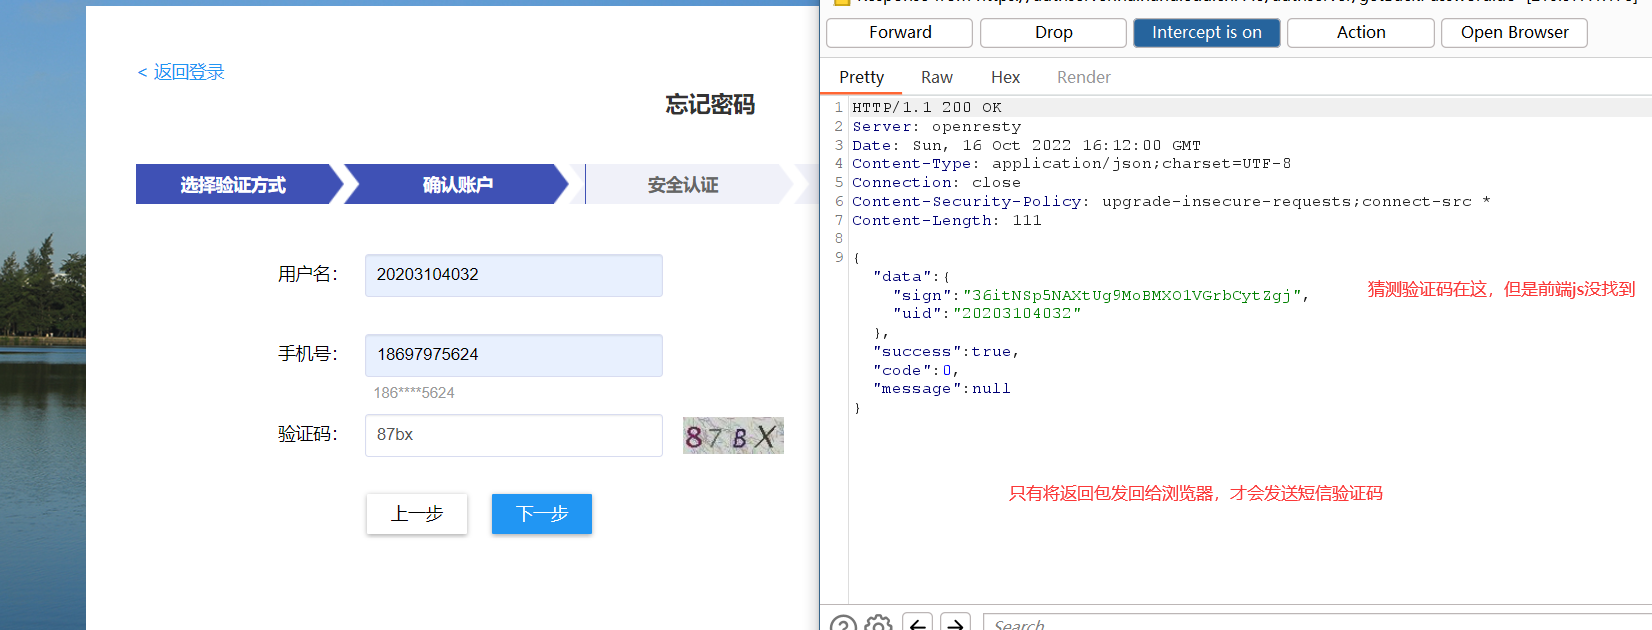 < 返回登录
忘记密码
选择验证方式
确认账户
安全认证
用户名：
20203104032
手机号：
18697975624
186****5624
验证码：
87bx
87BX
上一步
下一步
Forward
Drop
Intercept is on
Action
Open Browser
Pretty
Raw
Hex
Render
1 HTTP/1.1 200 OK
2 Server: openresty
3 Date: Sun, 16 Oct 2022 16:12:00 GMT
4 Content-Type: application/json;charset=UTF-8
5 Connection: close
6 Content-Security-Policy: upgrade-insecure-requests;connect-src *
7 Content-Length: 111
8
9 {
"data":{
"sign":"36itNSp5NAXtUg9MoBMXO1VGrbCytZgj",
"uid":"20203104032"
},
"success":true,
"code":0,
"message":null
}
猜测验证码在这，但是前端js没找到
只有将返回包发回给浏览器，才会发送短信验证码
Search